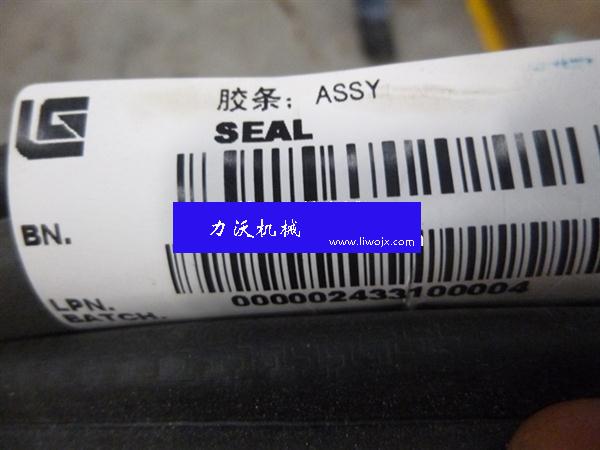 胶条: ASSY
SEAL
BN.
力沃机械
www.liwojx.com
LPN.
000002433100004
BATCH.